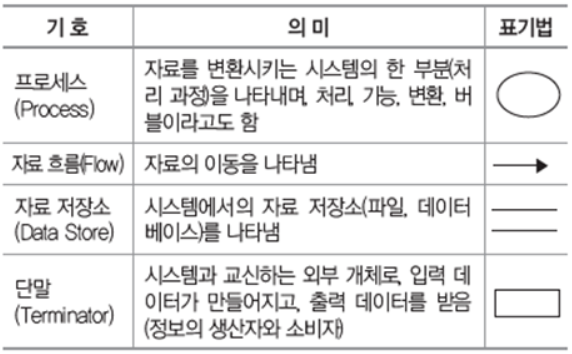 기 호 의 미 표기법
프로세스
(Process)
자료를 변환시키는 시스템의 한 부분(처
리 과정)을 나타내며, 처리, 기능, 변환, 버
블이라고도 함
자료 흐름(Flow) 자료의 이동을 나타냄
자료 저장소
(Data Store)
시스템에서의 자료 저장소(파일, 데이터
베이스)를 나타냄
단말
(Terminator)
시스템과 교신하는 외부 개체로, 입력 데
이터가 만들어지고, 출력 데이터를 받음
(정보의 생산자와 소비자)